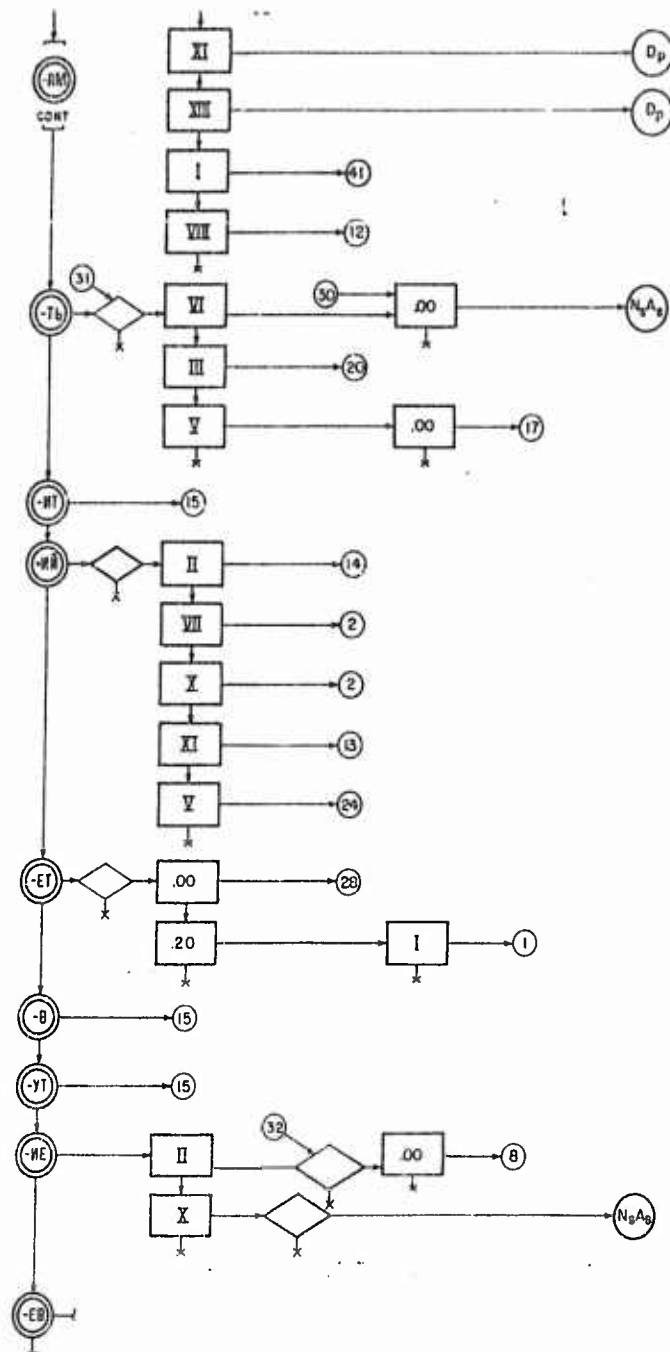 XI
D_p
-ЯМ
CONT
XIII
D_p
I
41
VIII
12
31
-ТЬ
VI
30
.00
N_sA_s
III
20
V
.00
17
-ИТ
15
-ИЙ
II
14
VII
2
X
2
XI
13
V
24
-ЕТ
.00
28
.20
I
1
-В
15
-УТ
15
-ИЕ
II
32
.00
8
X
N_sA_s
-ЕВ